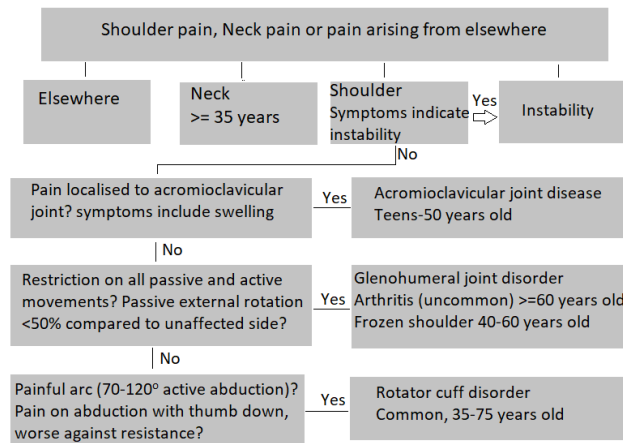 Shoulder pain, Neck pain or pain arising from elsewhere
Elsewhere
Neck
>= 35 years
Shoulder
Symptoms indicate
instability
Yes
Instability
No
Pain localised to acromioclavicular
joint? symptoms include swelling
Yes
Acromioclavicular joint disease
Teens-50 years old
No
Restriction on all passive and active
movements? Passive external rotation
<50% compared to unaffected side?
Yes
Glenohumeral joint disorder
Arthritis (uncommon) >=60 years old
Frozen shoulder 40-60 years old
No
Painful arc (70-120° active abduction)?
Pain on abduction with thumb down,
worse against resistance?
Yes
Rotator cuff disorder
Common, 35-75 years old